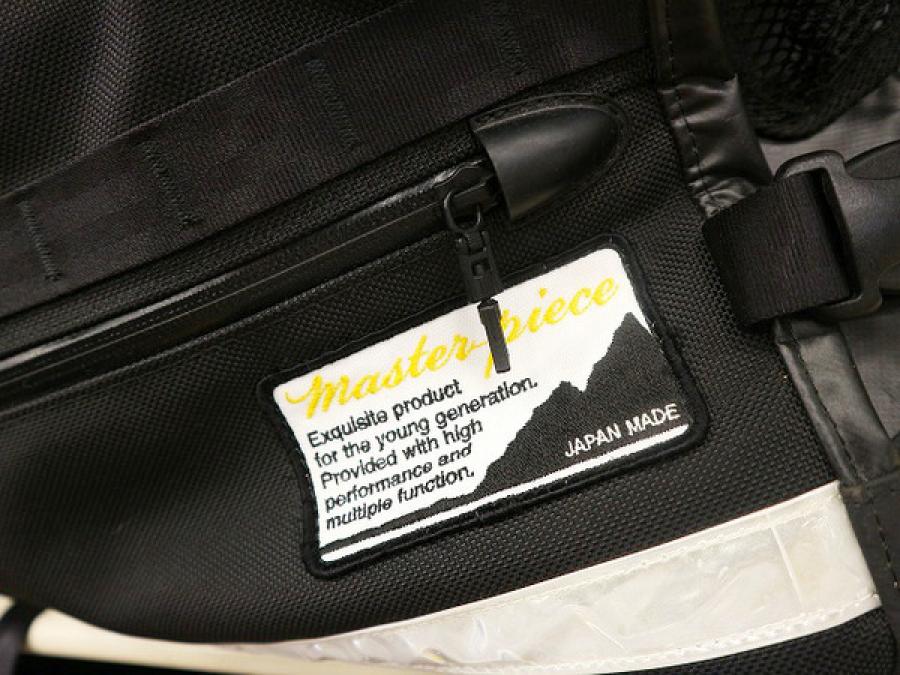 Master-piece
Exquisite product
for the young generation.
Provided with high
performance and
multiple function.
JAPAN MADE